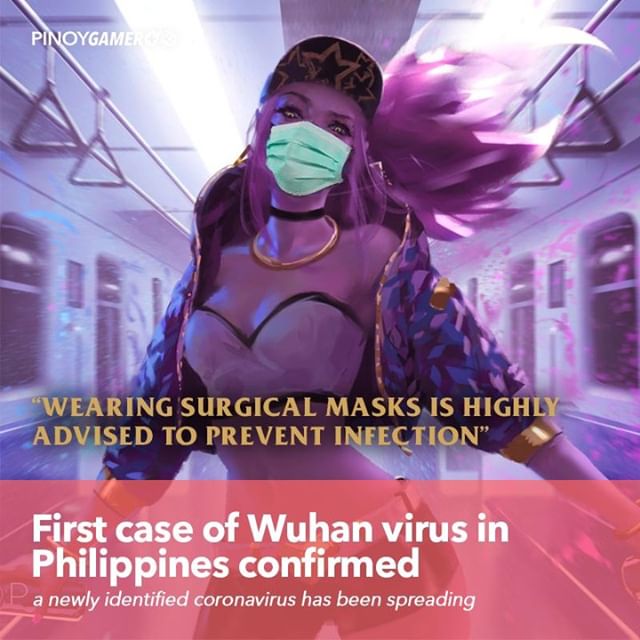 PINOYGAMER
“WEARING SURGICAL MASKS IS HIGHLY
ADVISED TO PREVENT INFECTION”
First case of Wuhan virus in
Philippines confirmed
a newly identified coronavirus has been spreading